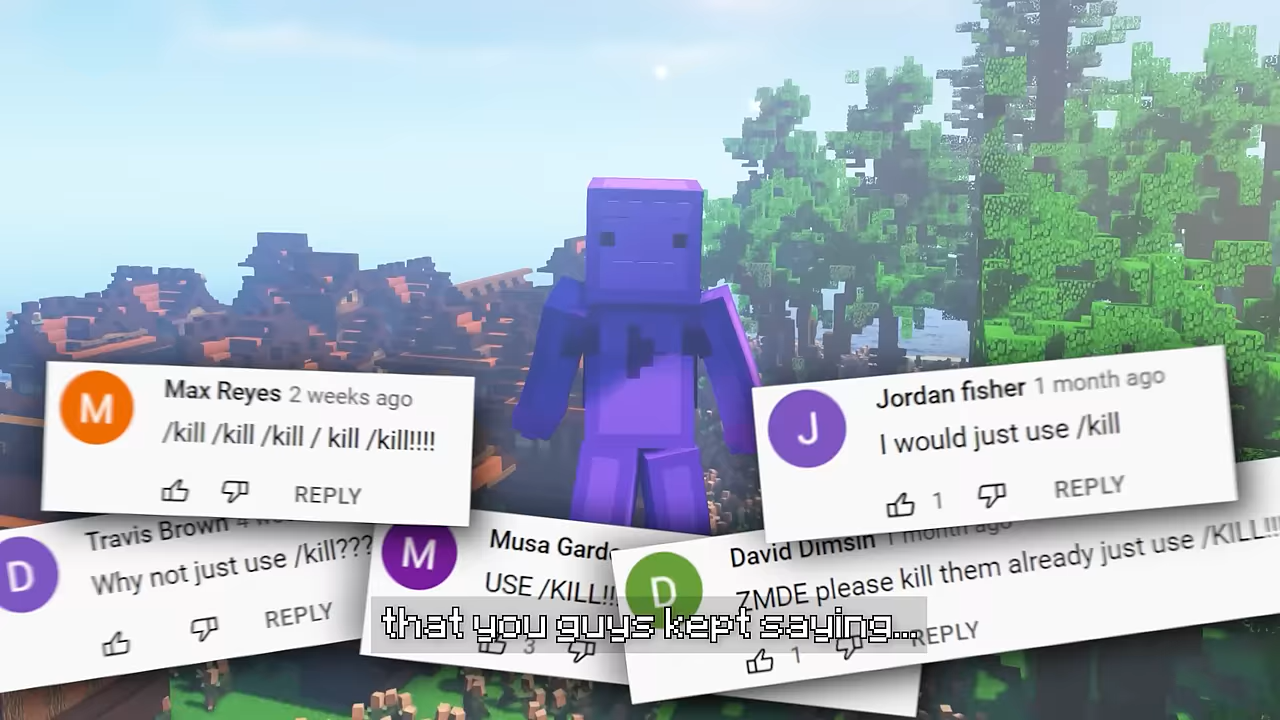 M
Max Reyes 2 weeks ago
/kill /kill /kill / kill /kill!!!!
REPLY
J
Jordan fisher 1 month ago
I would just use /kill
1
REPLY
D
Travis Brown 4
Why not just use /kill???
REPLY
M
Musa
USE /KILL!!
3
D
David Dimsin 1 month ago
ZMDE please kill them already just use /KILL!!
1
REPLY
that you guys kept saying...